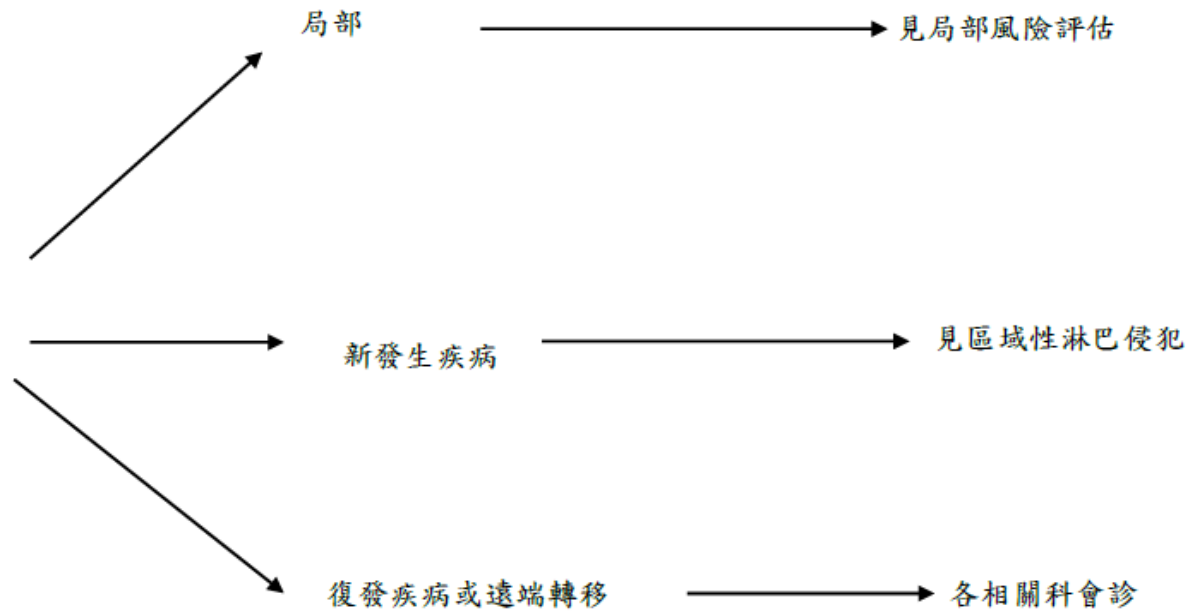 局部
見局部風險評估
新發生疾病
見區域性淋巴侵犯
復發疾病或遠端轉移
各相關科會診